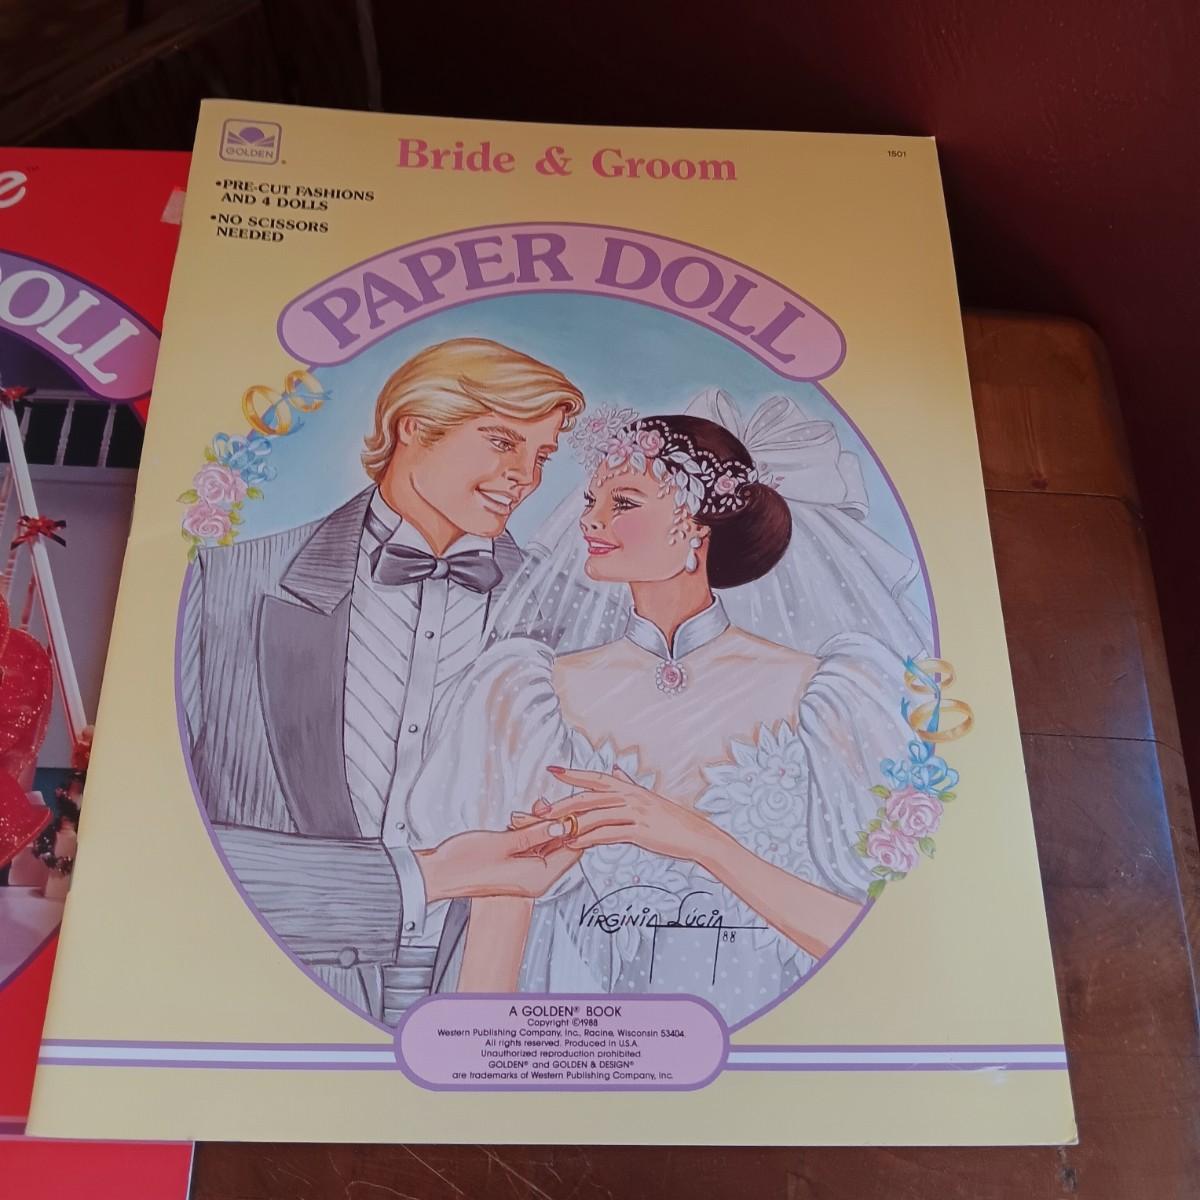 GOLDEN®
Bride & Groom
1501
•PRE-CUT FASHIONS
AND 4 DOLLS
•NO SCISSORS
NEEDED
PAPER DOLL
VIRGÍNIA LÚCIA
88
A GOLDEN® BOOK
Copyright ©1988
Western Publishing Company, Inc., Racine, Wisconsin 53404.
All rights reserved. Produced in U.S.A.
Unauthorized reproduction prohibited.
GOLDEN® and GOLDEN & DESIGN®
are trademarks of Western Publishing Company, Inc.
e™
OLL